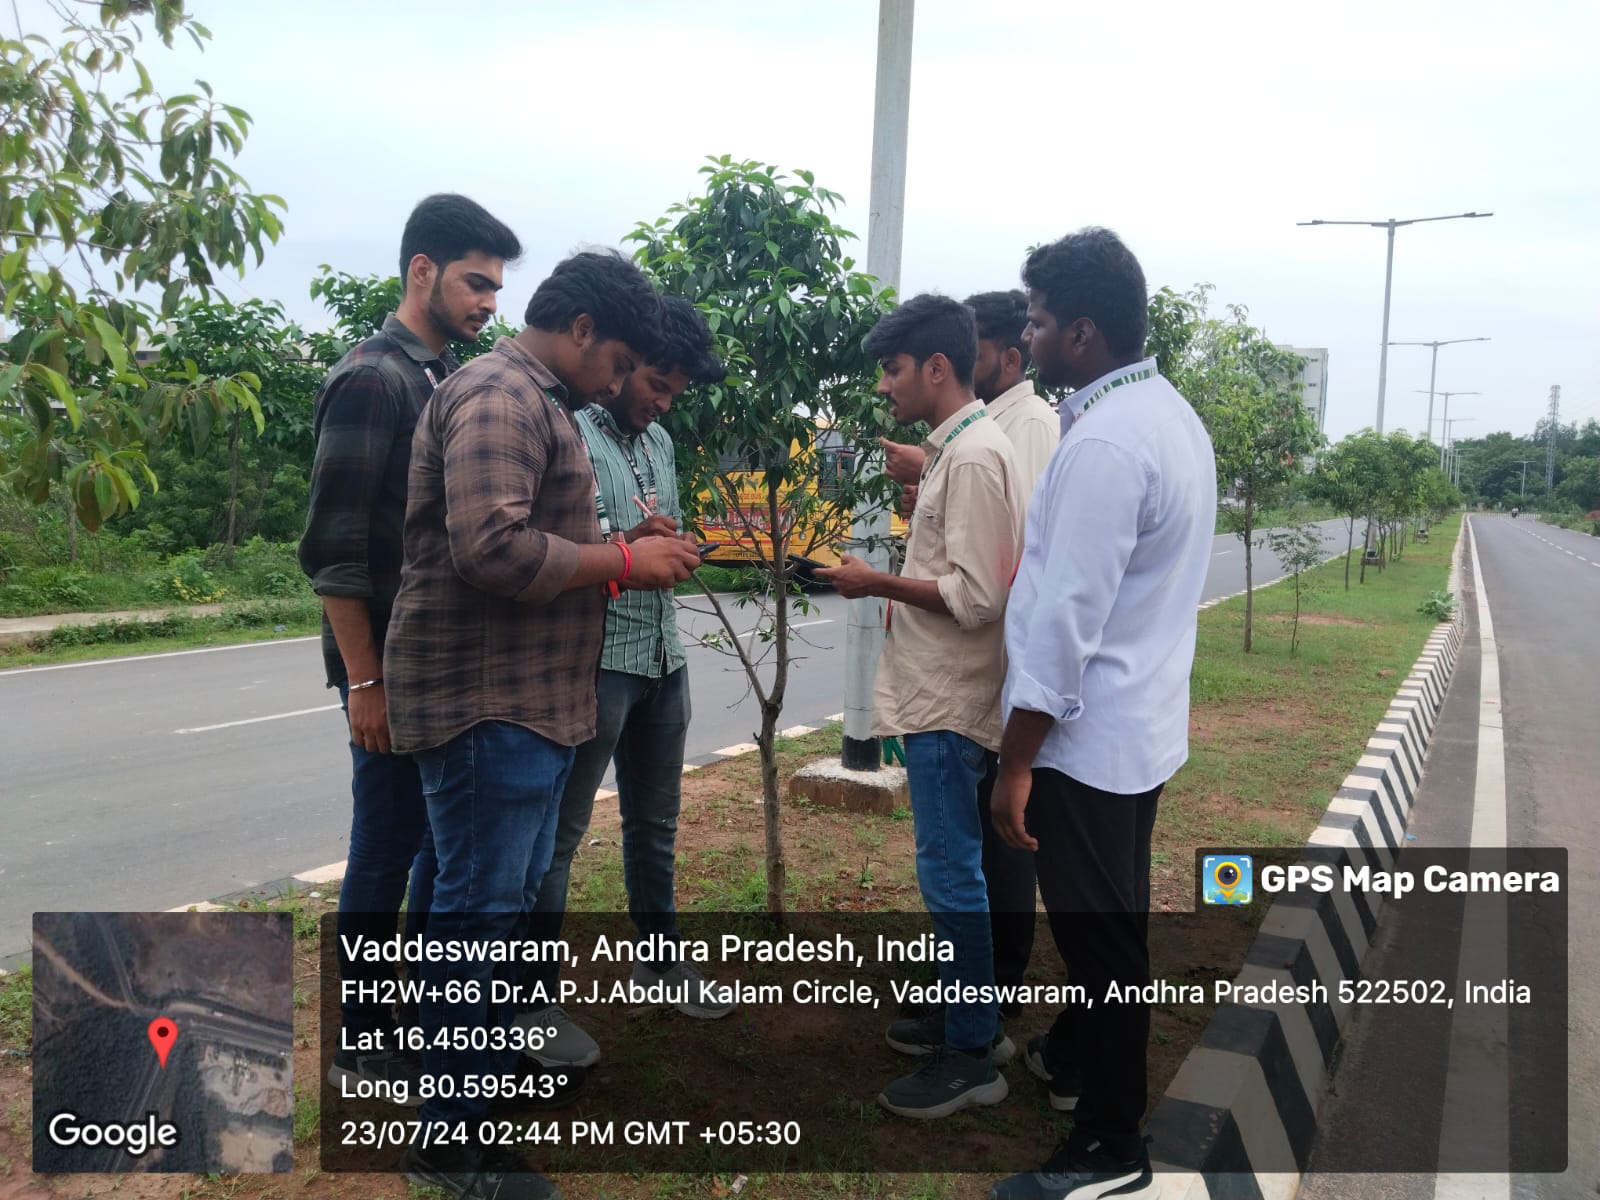 GPS Map Camera
Vaddeswaram, Andhra Pradesh, India
FH2W+66 Dr.A.P.J.Abdul Kalam Circle, Vaddeswaram, Andhra Pradesh 522502, India
Lat 16.450336°
Long 80.59543°
23/07/24 02:44 PM GMT +05:30
Google